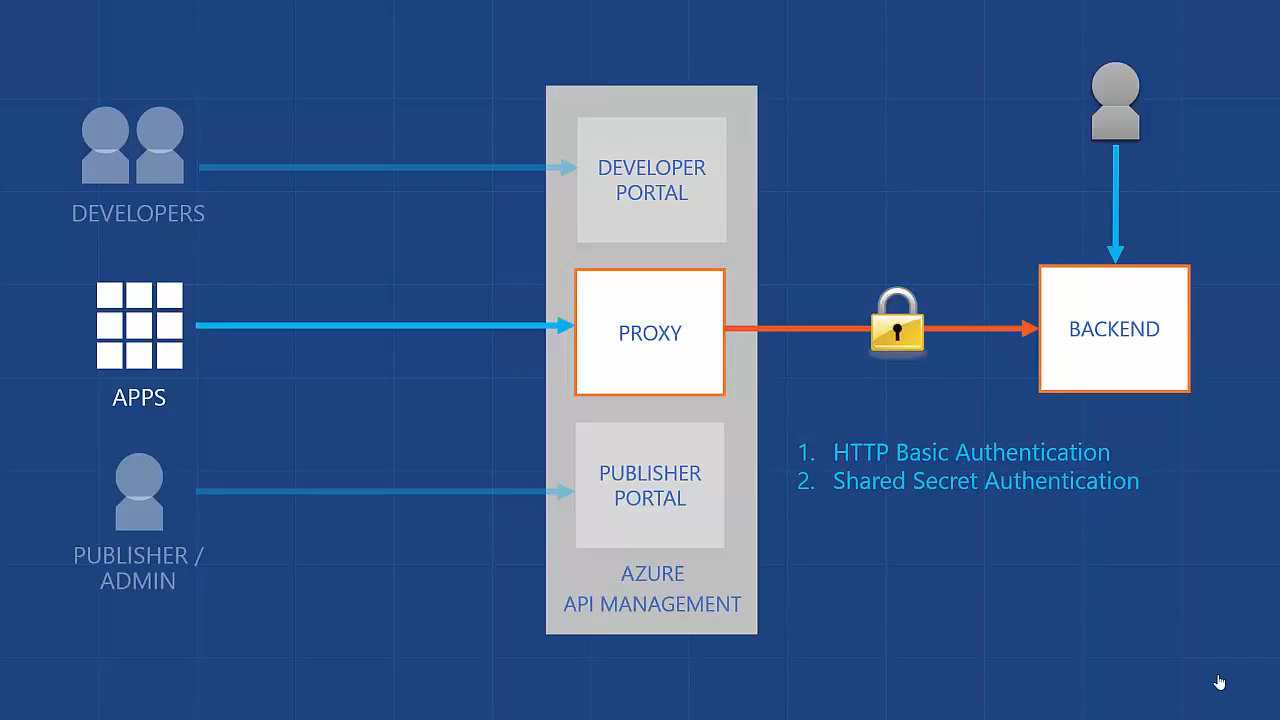 DEVELOPERS
APPS
PUBLISHER /
ADMIN
DEVELOPER
PORTAL
PROXY
PUBLISHER
PORTAL
AZURE
API MANAGEMENT
BACKEND
1. HTTP Basic Authentication
2. Shared Secret Authentication